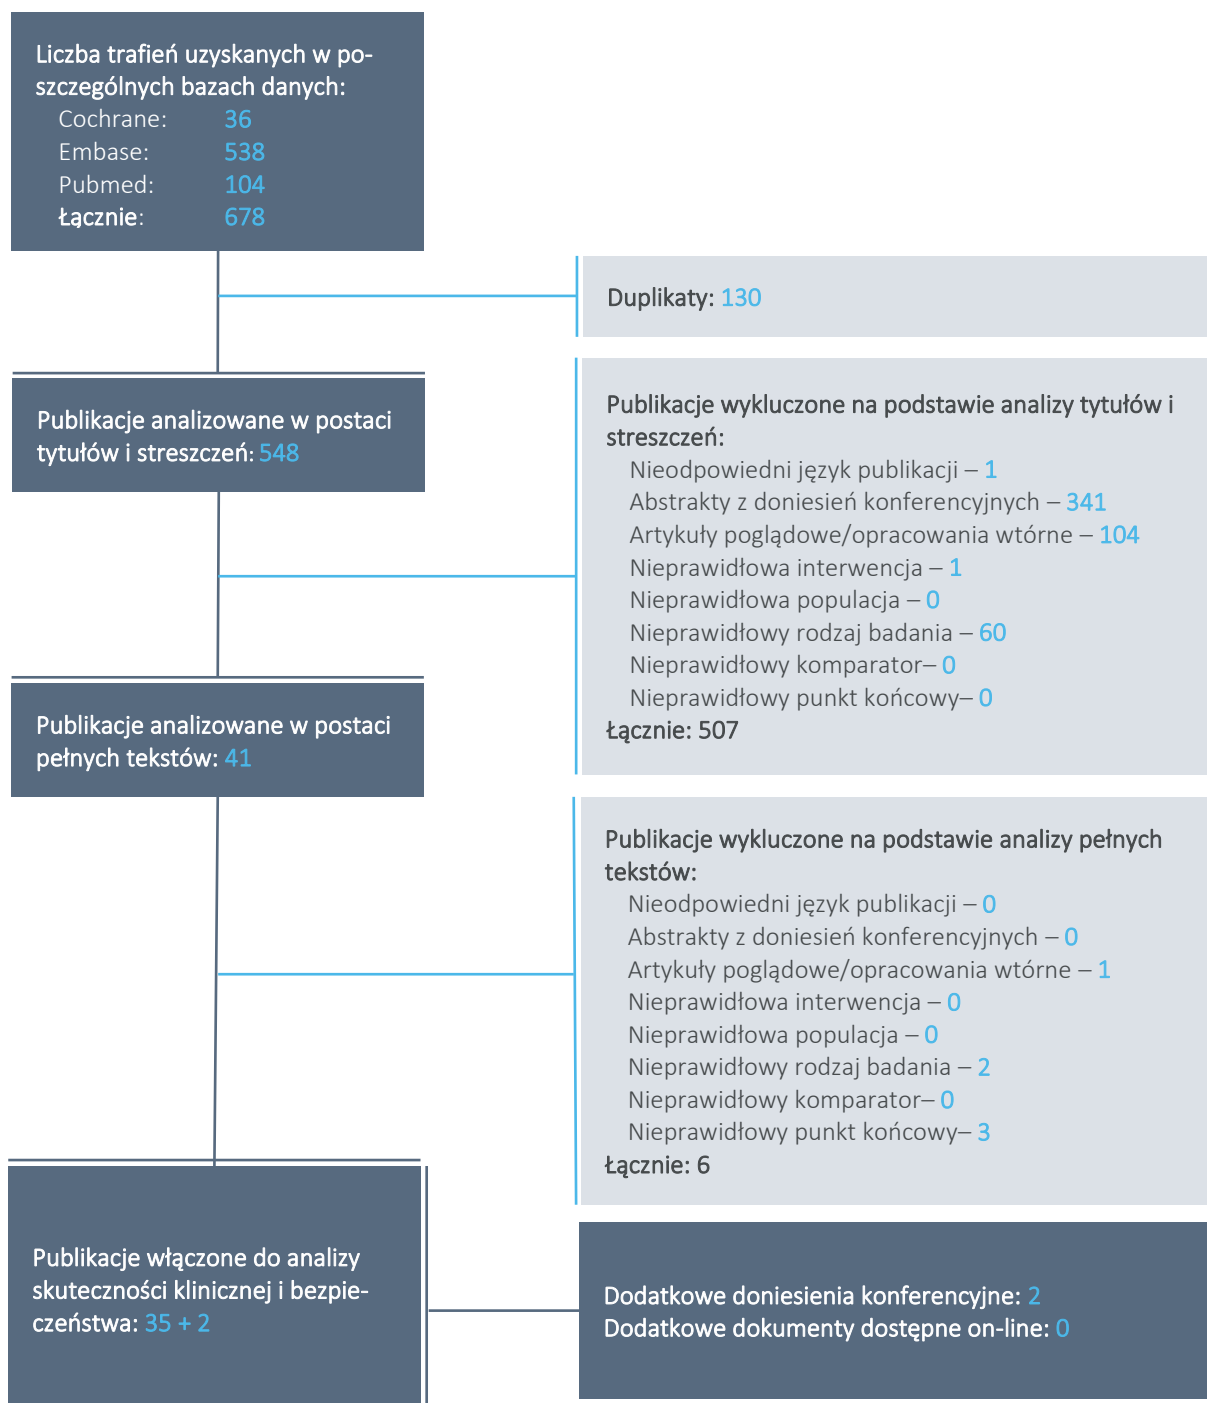 Liczba trafień uzyskanych w po-
szczególnych bazach danych:
Cochrane: 36
Embase: 538
Pubmed: 104
Łącznie: 678
Duplikaty: 130
Publikacje analizowane w postaci
tytułów i streszczeń: 548
Publikacje wykluczone na podstawie analizy tytułów i
streszczeń:
Nieodpowiedni język publikacji – 1
Abstrakty z doniesień konferencyjnych – 341
Artykuły poglądowe/opracowania wtórne – 104
Nieprawidłowa interwencja – 1
Nieprawidłowa populacja – 0
Nieprawidłowy rodzaj badania – 60
Nieprawidłowy komparator– 0
Nieprawidłowy punkt końcowy– 0
Łącznie: 507
Publikacje analizowane w postaci
pełnych tekstów: 41
Publikacje wykluczone na podstawie analizy pełnych
tekstów:
Nieodpowiedni język publikacji – 0
Abstrakty z doniesień konferencyjnych – 0
Artykuły poglądowe/opracowania wtórne – 1
Nieprawidłowa interwencja – 0
Nieprawidłowa populacja – 0
Nieprawidłowy rodzaj badania – 2
Nieprawidłowy komparator– 0
Nieprawidłowy punkt końcowy– 3
Łącznie: 6
Publikacje włączone do analizy
skuteczności klinicznej i bezpie-
czeństwa: 35 + 2
Dodatkowe doniesienia konferencyjne: 2
Dodatkowe dokumenty dostępne on-line: 0